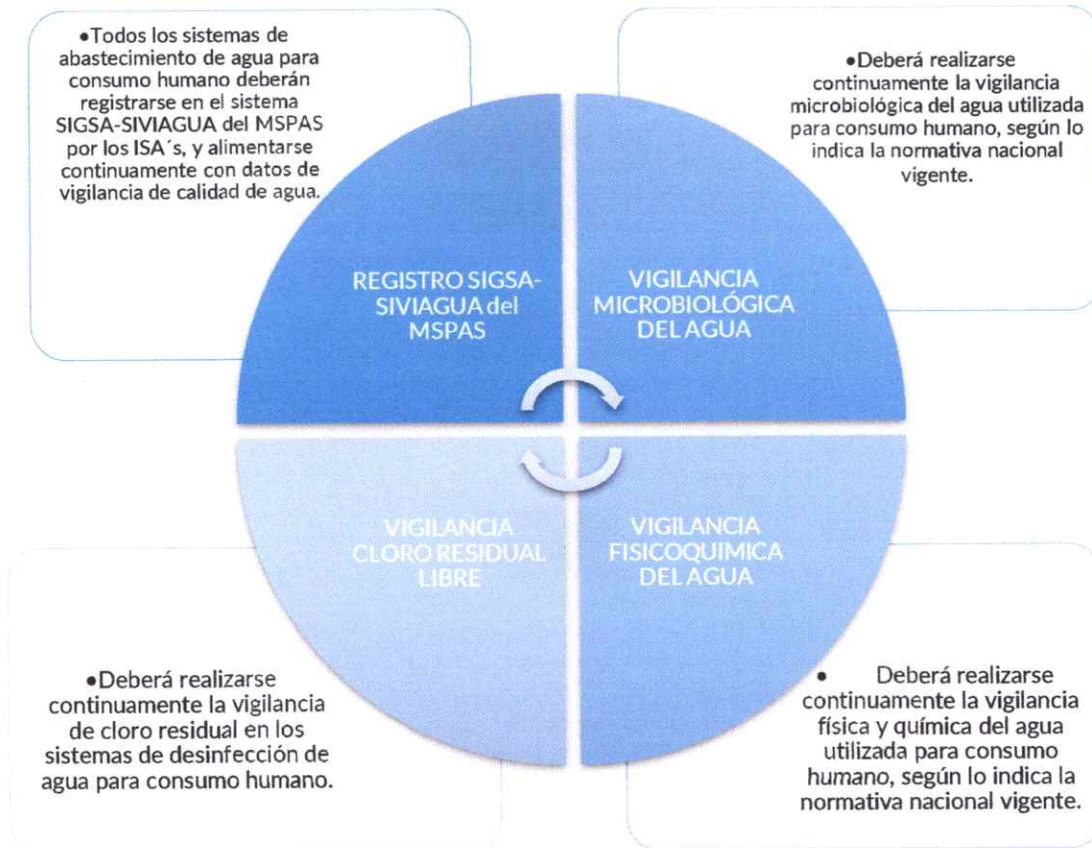 •Todos los sistemas de
abastecimiento de agua para
consumo humano deberán
registrarse en el sistema
SIGSA-SIVIAGUA del MSPAS
por los ISA´s, y alimentarse
continuamente con datos de
vigilancia de calidad de agua.
•Deberá realizarse
continuamente la vigilancia
microbiológica del agua utilizada
para consumo humano, según lo
indica la normativa nacional
vigente.
REGISTRO SIGSA-
SIVIAGUA del
MSPAS
VIGILANCIA
MICROBIOLÓGICA
DEL AGUA
VIGILANCIA
CLORO RESIDUAL
LIBRE
VIGILANCIA
FISICOQUIMICA
DEL AGUA
•Deberá realizarse
continuamente la vigilancia
de cloro residual en los
sistemas de desinfección de
agua para consumo humano.
• Deberá realizarse
continuamente la vigilancia
física y química del agua
utilizada para consumo
humano, según lo indica la
normativa nacional vigente.